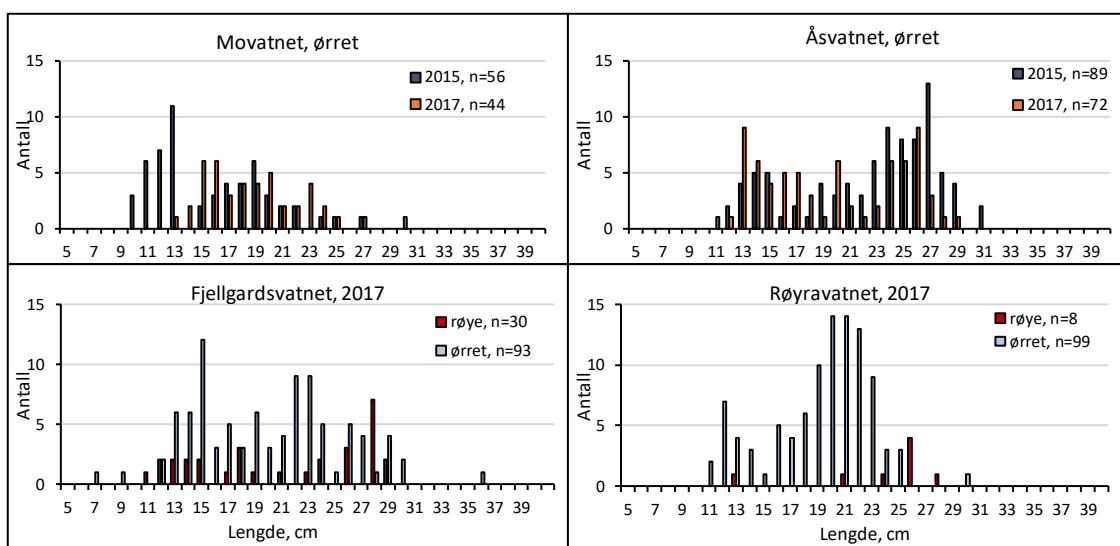 Movatnet, ørret
2015, n=56
2017, n=44
Antall
15
10
5
0
5 7 9 11 13 15 17 19 21 23 25 27 29 31 33 35 37 39
Åsvatnet, ørret
2015, n=89
2017, n=72
Antall
15
10
5
0
5 7 9 11 13 15 17 19 21 23 25 27 29 31 33 35 37 39
Fjellgardsvatnet, 2017
røye, n=30
ørret, n=93
Antall
15
10
5
0
5 7 9 11 13 15 17 19 21 23 25 27 29 31 33 35 37 39
Lengde, cm
Røyravatnet, 2017
røye, n=8
ørret, n=99
Antall
15
10
5
0
5 7 9 11 13 15 17 19 21 23 25 27 29 31 33 35 37 39
Lengde, cm